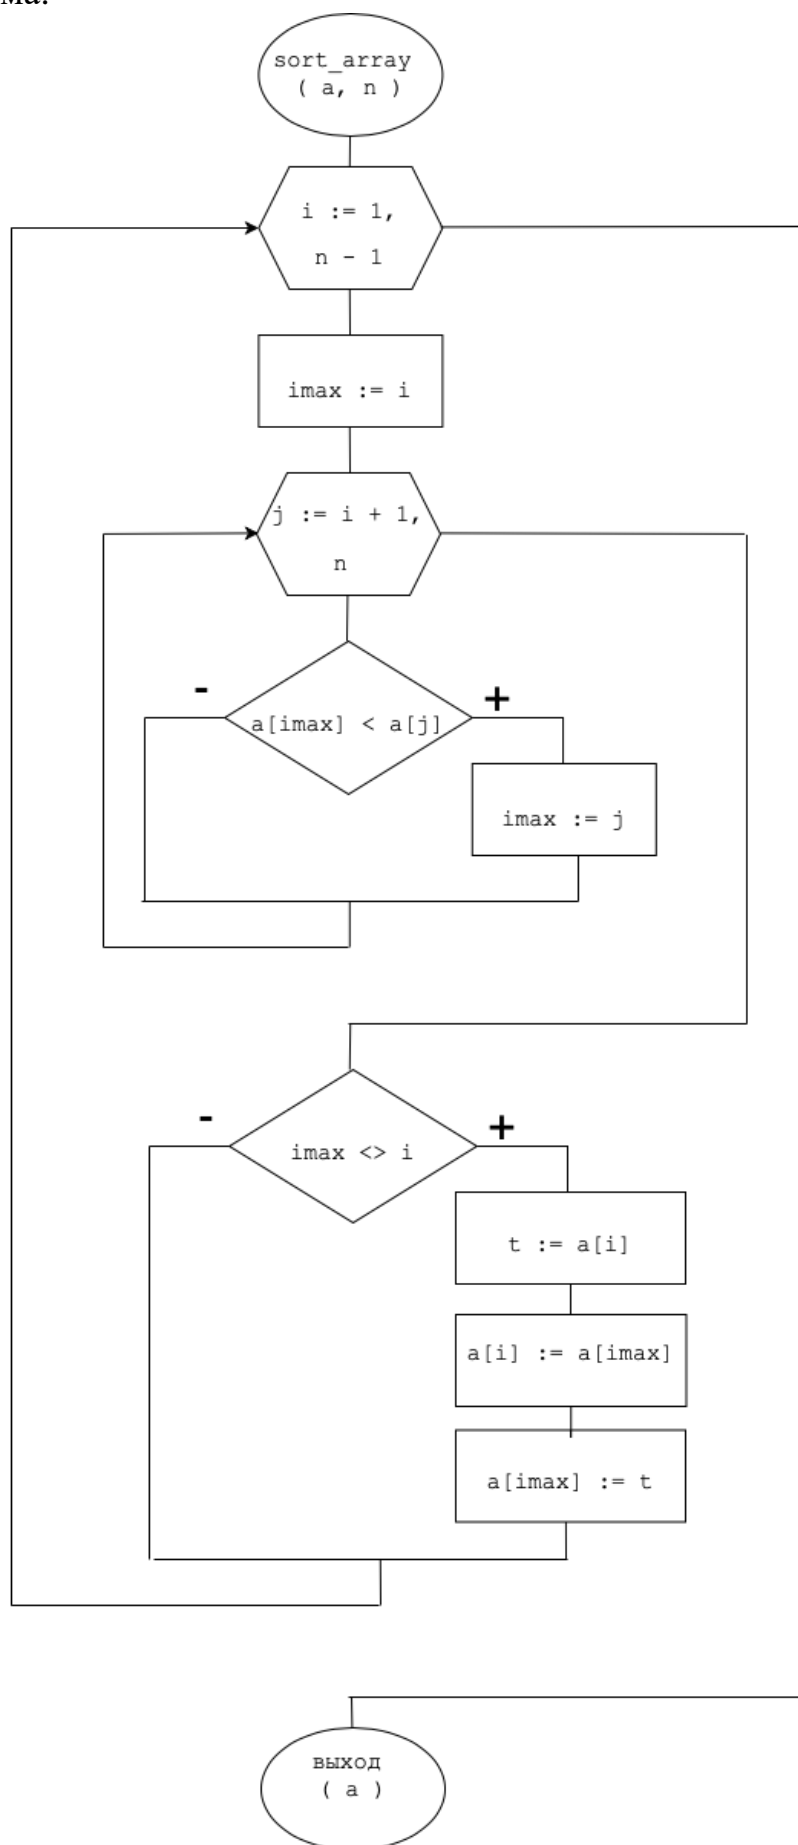 ма:
sort_array
( a, n )
i := 1,
n - 1
imax := i
j := i + 1,
n
-
+
a[imax] < a[j]
imax := j
-
+
imax <> i
t := a[i]
a[i] := a[imax]
a[imax] := t
выход
( a )